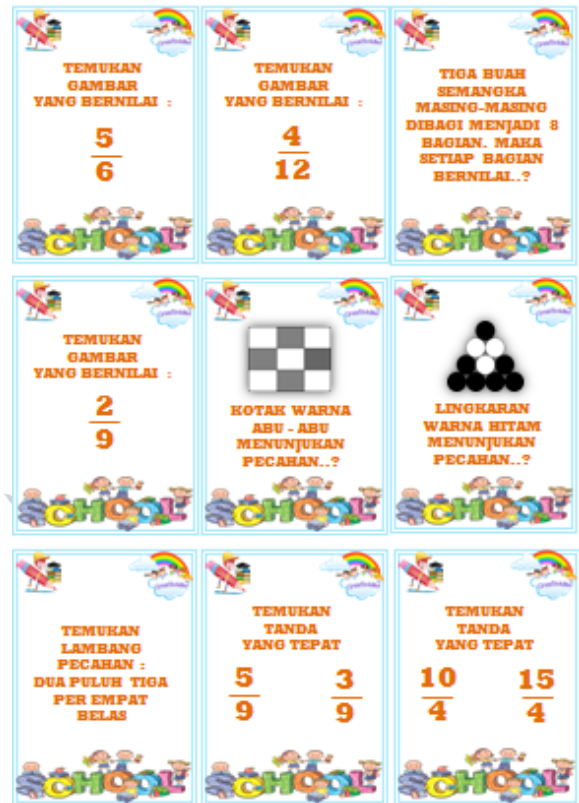 TEMUKAN
GAMBAR
YANG BERNILAI :
5
6
TEMUKAN
GAMBAR
YANG BERNILAI :
4
12
TIGA BUAH
SEMANGKA
MASING-MASING
DIBAGI MENJADI 8
BAGIAN. MAKA
SETIAP BAGIAN
BERNILAI..?
SCHOOL
SCHOOL
SCHOOL
TEMUKAN
GAMBAR
YANG BERNILAI :
2
9
KOTAK WARNA
ABU - ABU
MENUNJUKAN
PECAHAN..?
LINGKARAN
WARNA HITAM
MENUNJUKAN
PECAHAN..?
SCHOOL
SCHOOL
SCHOOL
TEMUKAN
LAMBANG
PECAHAN :
DUA PULUH TIGA
PER EMPAT
BELAS
TEMUKAN
TANDA
YANG TEPAT
5 3
9 9
TEMUKAN
TANDA
YANG TEPAT
10 15
4 4
SCHOOL
SCHOOL
SCHOOL